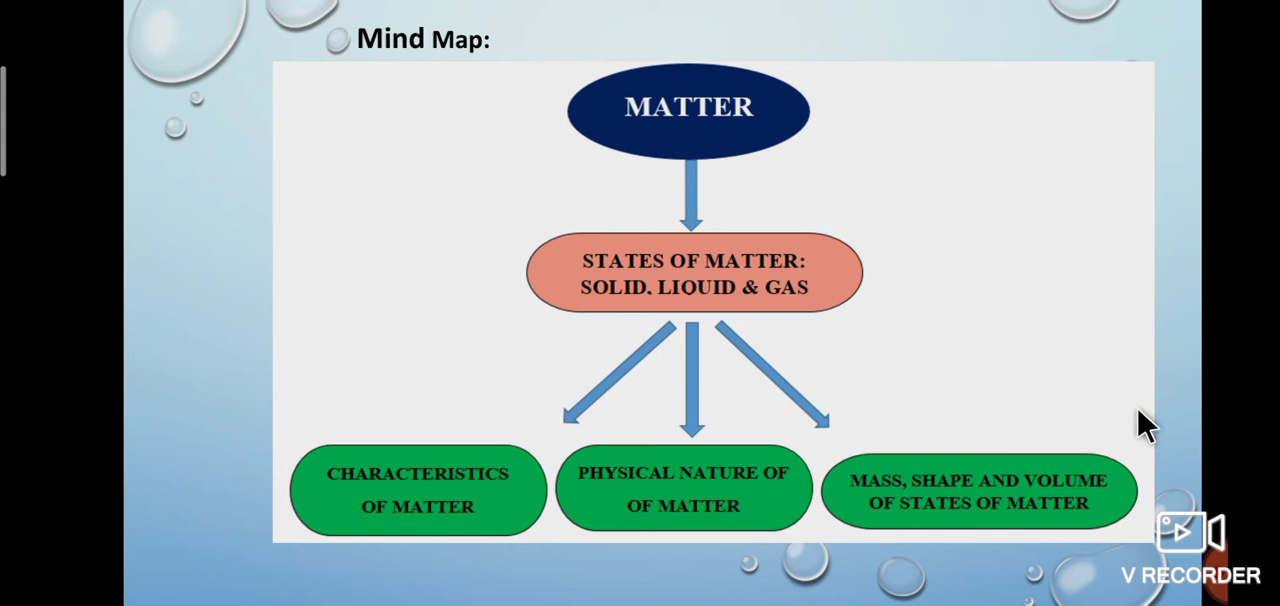 Mind Map:
MATTER
STATES OF MATTER:
SOLID, LIQUID & GAS
CHARACTERISTICS
OF MATTER
PHYSICAL NATURE OF
OF MATTER
MASS, SHAPE AND VOLUME
OF STATES OF MATTER
V RECORDER